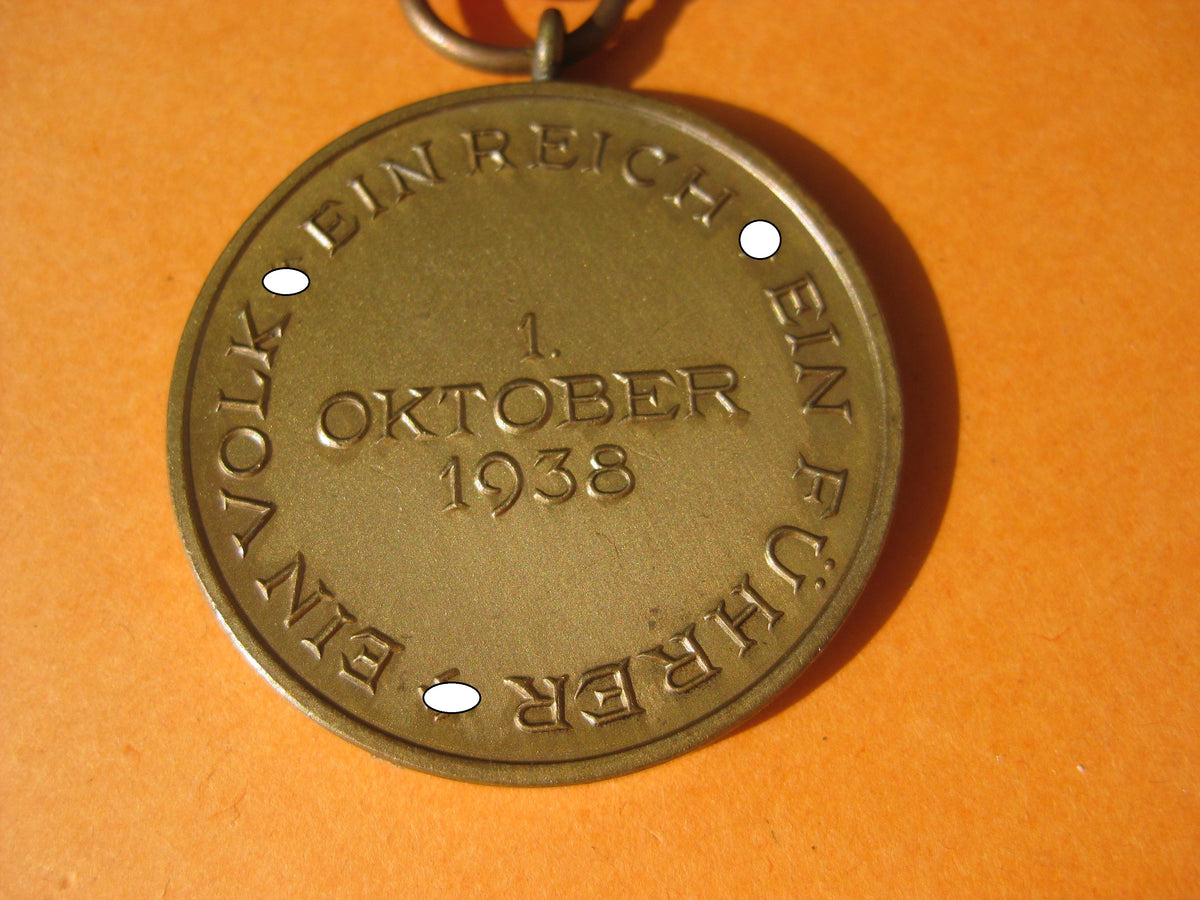 EIN VOLK EIN REICH EIN FÜHRER
1.
OKTOBER
1938